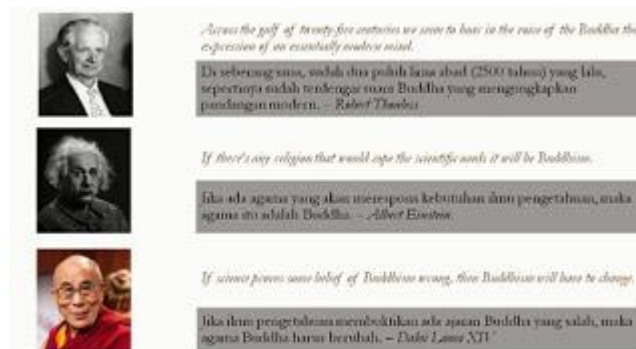 Across the gulf of twenty-five centuries we seem to hear in the voice of the Buddha the
expression of an essentially modern mind.
Di seberang sana, sudah dua puluh lima abad (2500 tahun) yang lalu,
sepertinya sudah terdengar suara Buddha yang mengungkapkan
pandangan modern. – Robert Thurless
If there's any religion that would cope the scientific needs it will be Buddhism.
Jika ada agama yang akan merespons kebutuhan ilmu pengetahuan, maka
agama itu adalah Buddha. – Albert Einstein
If science proves some belief of Buddhism wrong, then Buddhism will have to change.
Jika ilmu pengetahuan membuktikan ada ajaran Buddha yang salah, maka
agama Buddha harus berubah. – Dalai Lama XIV